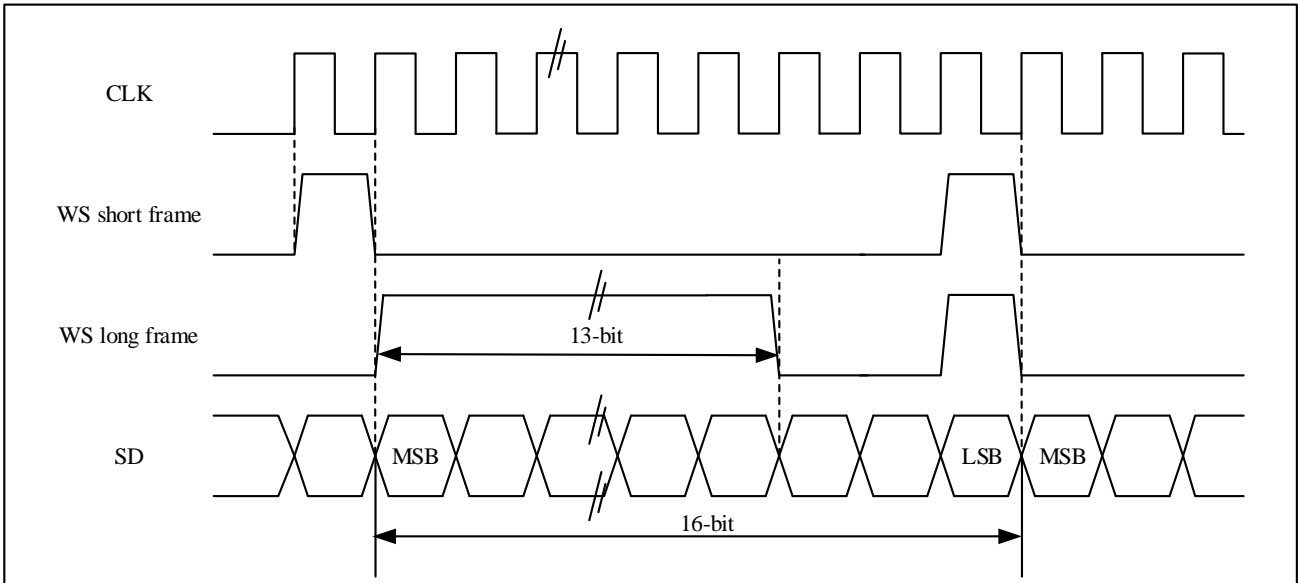 CLK
WS short frame
WS long frame
13-bit
SD
MSB
LSB
MSB
16-bit